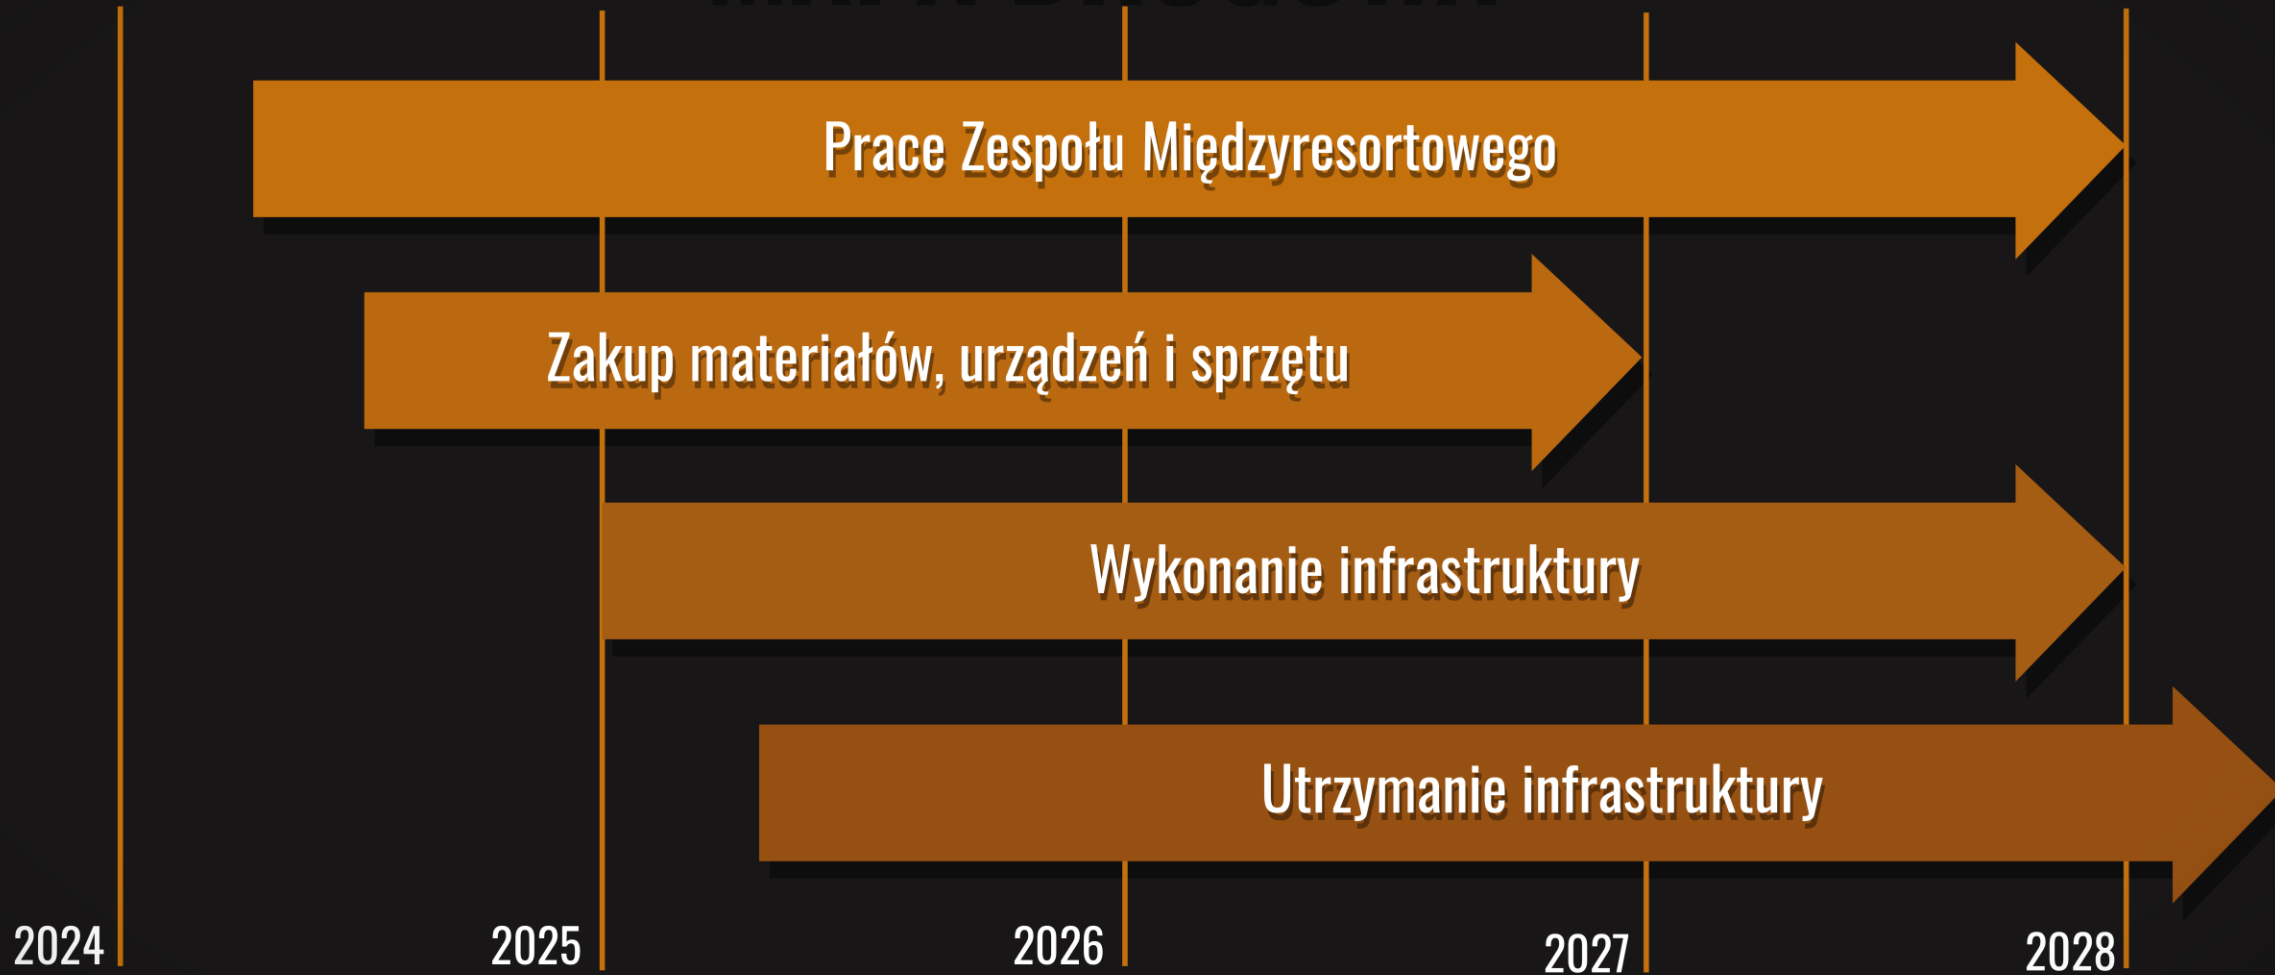 Prace Zespołu Międzyresortowego
Zakup materiałów, urządzeń i sprzętu
Wykonanie infrastruktury
Utrzymanie infrastruktury
2024 2025 2026 2027 2028